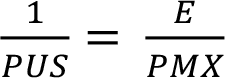 1/PUS = E/PMX